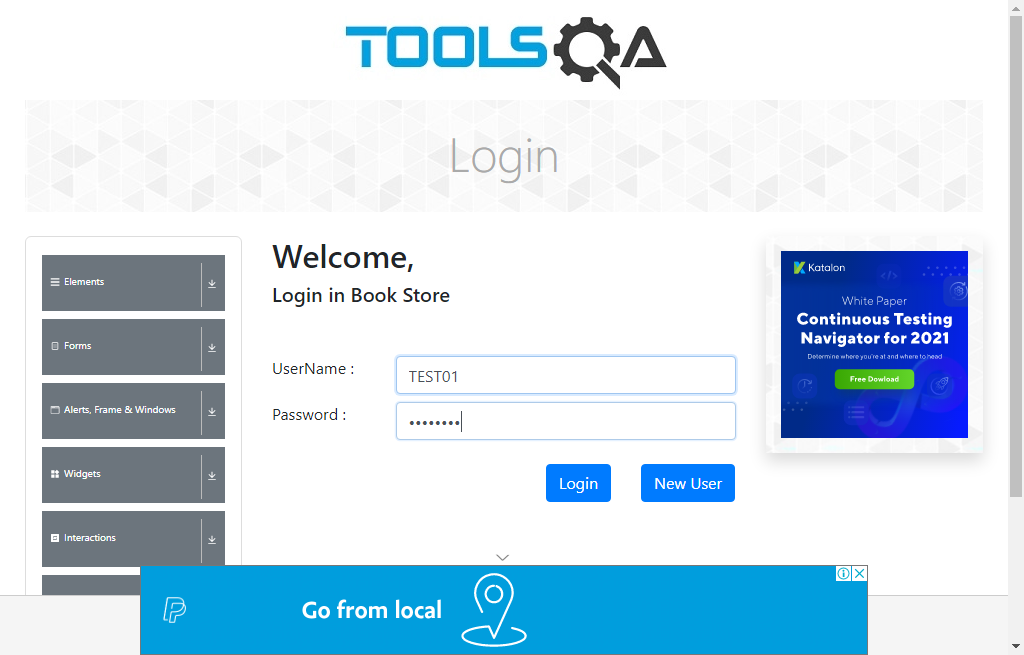 TOOLSQA
Login
Elements
Forms
Alerts, Frame & Windows
Widgets
Interactions
Welcome,
Login in Book Store
UserName :
TEST01
Password :
••••••••
Login
New User
Katalon
White Paper
Continuous Testing
Navigator for 2021
Determine where you're at and where to head
Free Dowload
Go from local